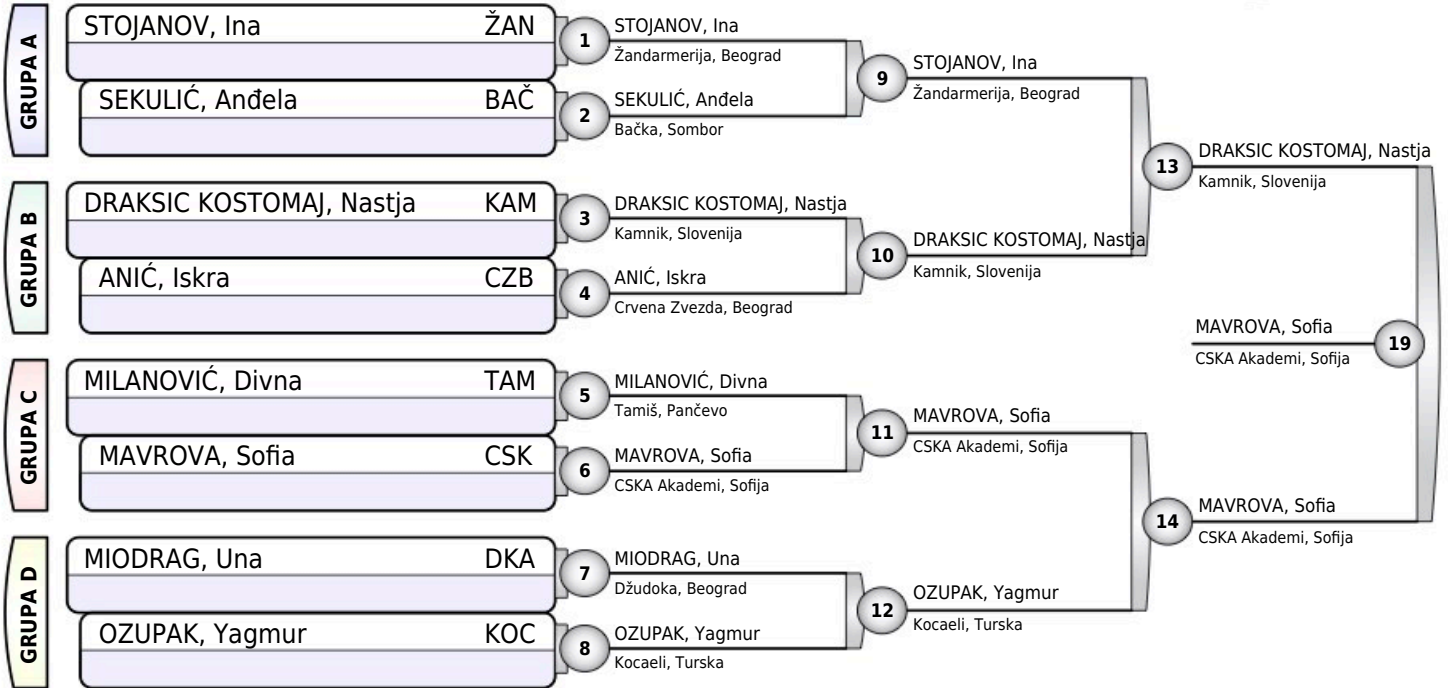 GRUPA A
STOJANOV, Ina ŽAN
SEKULIĆ, Anđela BAČ
GRUPA B
DRAKSIC KOSTOMAJ, Nastja KAM
ANIĆ, Iskra CZB
GRUPA C
MILANOVIĆ, Divna TAM
MAVROVA, Sofia CSK
GRUPA D
MIODRAG, Una DKA
OZUPAK, Yagmur KOC
1
STOJANOV, Ina
Žandarmerija, Beograd
2
SEKULIĆ, Anđela
Bačka, Sombor
3
DRAKSIC KOSTOMAJ, Nastja
Kamnik, Slovenija
4
ANIĆ, Iskra
Crvena Zvezda, Beograd
5
MILANOVIĆ, Divna
Tamiš, Pančevo
6
MAVROVA, Sofia
CSKA Akademi, Sofija
7
MIODRAG, Una
Džudoka, Beograd
8
OZUPAK, Yagmur
Kocaeli, Turska
9
STOJANOV, Ina
Žandarmerija, Beograd
10
DRAKSIC KOSTOMAJ, Nastja
Kamnik, Slovenija
11
MAVROVA, Sofia
CSKA Akademi, Sofija
12
OZUPAK, Yagmur
Kocaeli, Turska
13
DRAKSIC KOSTOMAJ, Nastja
Kamnik, Slovenija
14
MAVROVA, Sofia
CSKA Akademi, Sofija
MAVROVA, Sofia
CSKA Akademi, Sofija
19